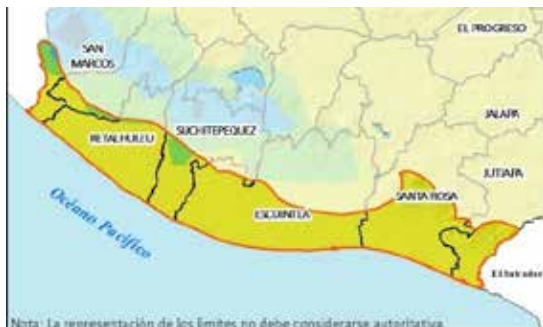 SAN
MARCOS
EL PROGRESO
JALAPA
RETALHULEU
SUCHITEPEQUEZ
JUTIAPA
SANTA ROSA
ESCUINTLA
Océano Pacífico
El Salvador
Nota: La representación de los límites no debe considerarse autoritativa.